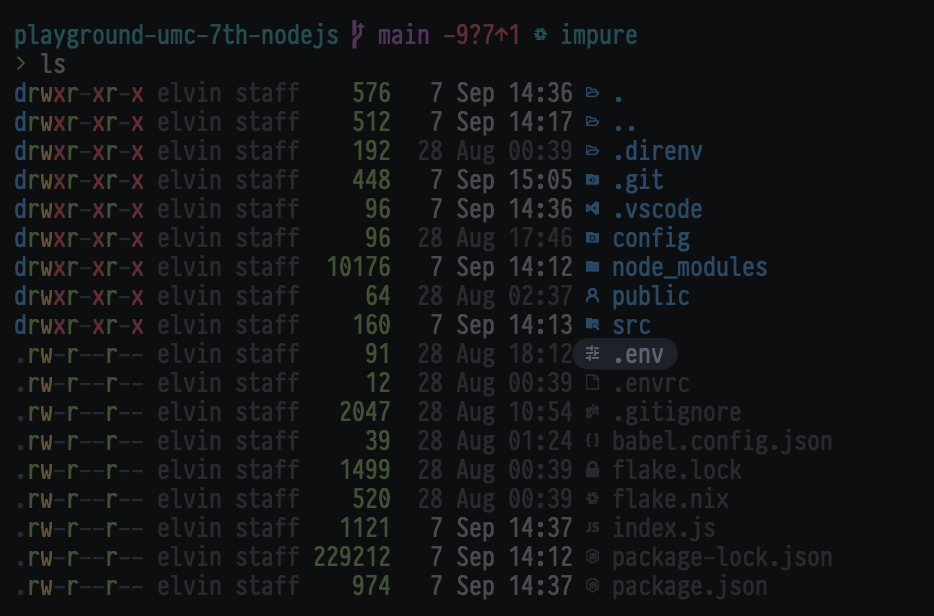 playground-umc-7th-nodejs main -9?7↑1 impure
> ls
drwxr-xr-x elvin staff 576 7 Sep 14:36 .
drwxr-xr-x elvin staff 512 7 Sep 14:17 ..
drwxr-xr-x elvin staff 192 28 Aug 00:39 .direnv
drwxr-xr-x elvin staff 448 7 Sep 15:05 .git
drwxr-xr-x elvin staff 96 7 Sep 14:36 .vscode
drwxr-xr-x elvin staff 96 28 Aug 17:46 config
drwxr-xr-x elvin staff 10176 7 Sep 14:12 node_modules
drwxr-xr-x elvin staff 64 28 Aug 02:37 public
drwxr-xr-x elvin staff 160 7 Sep 14:13 src
.rw-r--r-- elvin staff 91 28 Aug 18:12 .env
.rw-r--r-- elvin staff 12 28 Aug 00:39 .envrc
.rw-r--r-- elvin staff 2047 28 Aug 10:54 .gitignore
.rw-r--r-- elvin staff 39 28 Aug 01:24 babel.config.json
.rw-r--r-- elvin staff 1499 28 Aug 00:39 flake.lock
.rw-r--r-- elvin staff 520 28 Aug 00:39 flake.nix
.rw-r--r-- elvin staff 1121 7 Sep 14:37 JS index.js
.rw-r--r-- elvin staff 229212 7 Sep 14:12 package-lock.json
.rw-r--r-- elvin staff 974 7 Sep 14:37 package.json